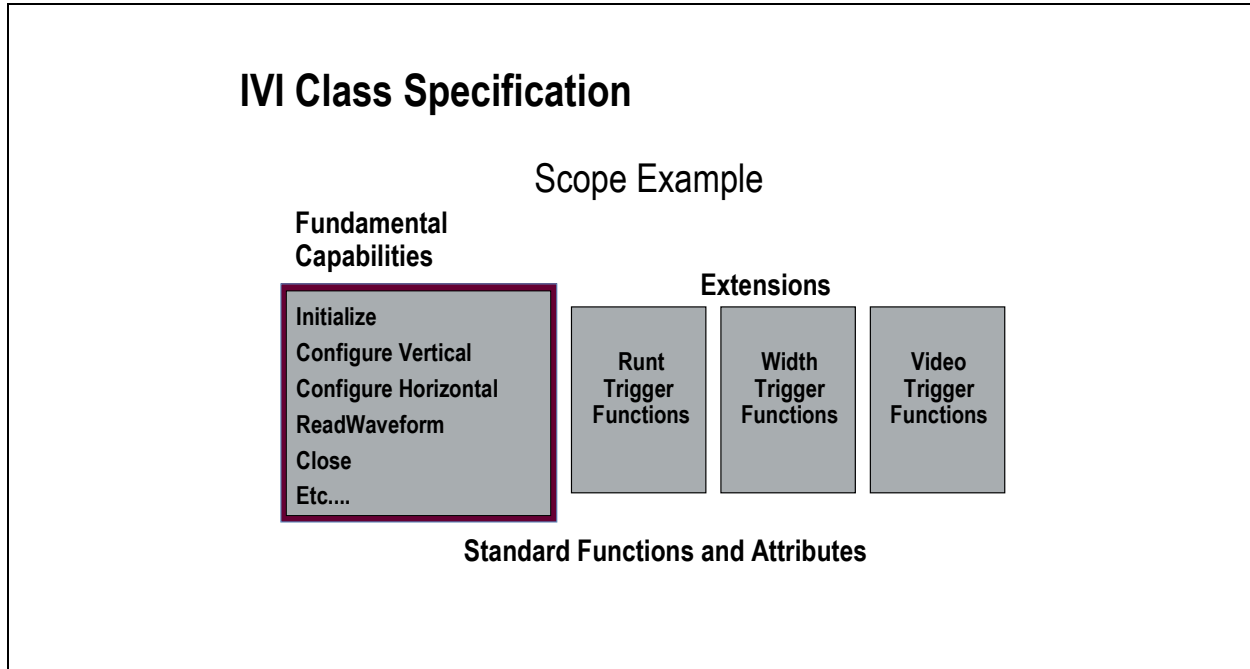 IVI Class Specification
Scope Example
Fundamental
Capabilities
Initialize
Configure Vertical
Configure Horizontal
ReadWaveform
Close
Etc....
Extensions
Runt
Trigger
Functions
Width
Trigger
Functions
Video
Trigger
Functions
Standard Functions and Attributes